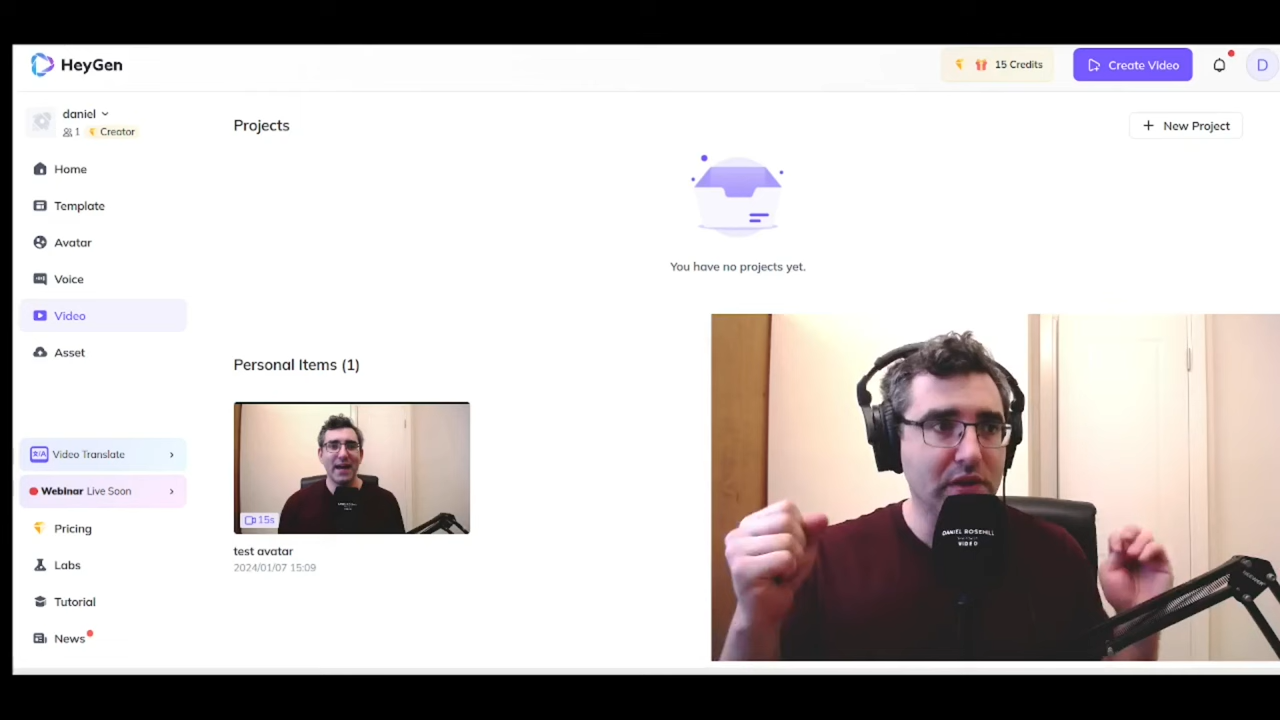 HeyGen
15 Credits
Create Video
D
daniel
1 Creator
Projects
New Project
Home
Template
Avatar
Voice
Video
Asset
You have no projects yet.
Personal Items (1)
15s
test avatar
2024/01/07 15:09
Video Translate
Webinar Live Soon
Pricing
Labs
Tutorial
News
DANIEL ROSEHILL
VIDEO